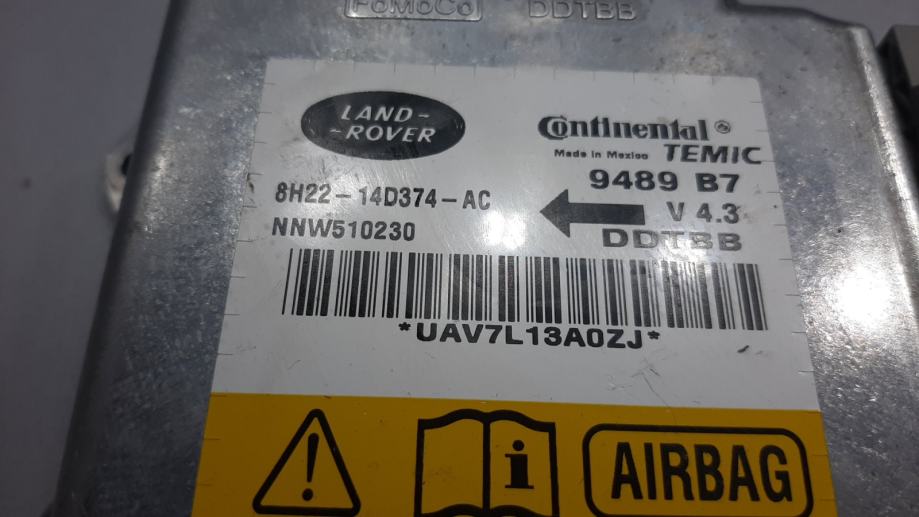 FoMoCo DDTBB
LAND-
-ROVER
Continental
Made in Mexico TEMIC
9489 B7
8H22-14D374-AC
V 4.3
NNW510230
DDTBB
*UAV7L13A0ZJ*
i
AIRBAG